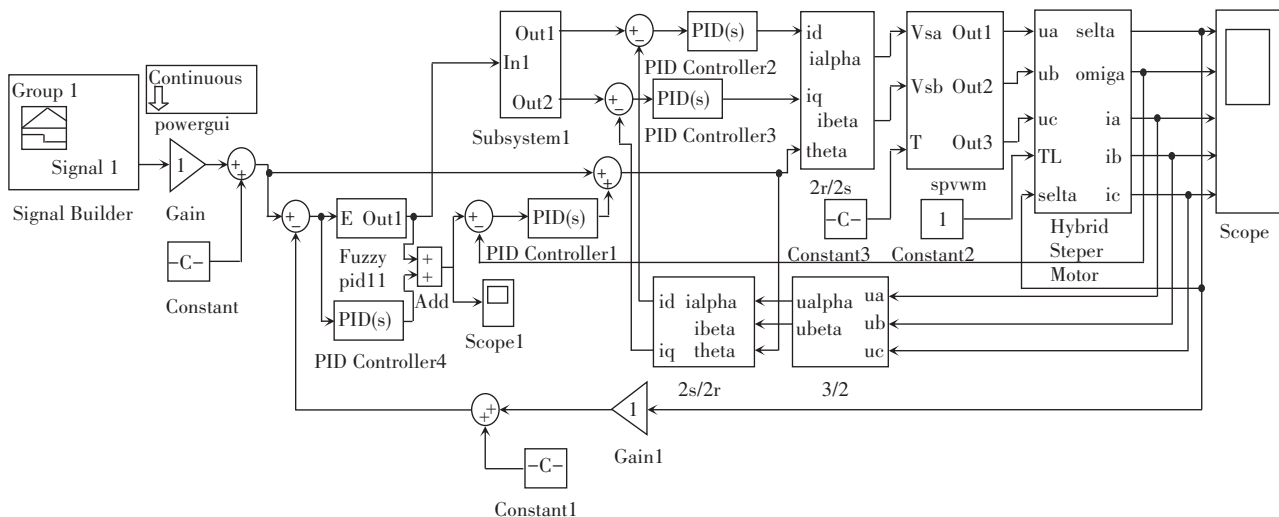 Group 1
Signal 1
Signal Builder
Continuous
powergui
1
Gain
+
+
-C-
Constant
+
−
E Out1
Fuzzy
pid11
PID(s)
PID Controller4
+
+
Add
Scope1
+
−
PID(s)
PID Controller1
+
+
In1
Out1
Out2
Subsystem1
+
−
PID(s)
PID Controller2
+
−
PID(s)
PID Controller3
id
ialpha
iq
ibeta
theta
2r/2s
-C-
Constant3
Vsa Out1
Vsb Out2
T Out3
spvwm
1
Constant2
ua selta
ub omiga
uc ia
TL ib
selta ic
Hybrid
Steper
Motor
Scope
id ialpha
ibeta
iq theta
2s/2r
ualpha ua
ubeta ub
uc
3/2
1
Gain1
+
+
-C-
Constant1